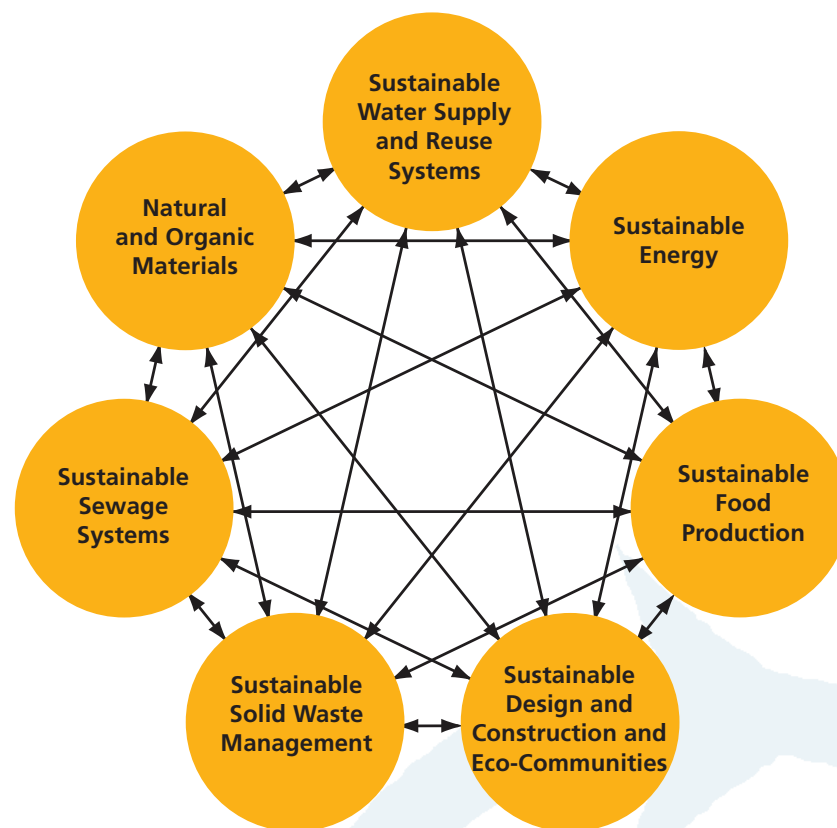 Sustainable
Water Supply
and Reuse
Systems
Natural
and Organic
Materials
Sustainable
Energy
Sustainable
Sewage
Systems
Sustainable
Food
Production
Sustainable
Solid Waste
Management
Sustainable
Design and
Construction and
Eco-Communities